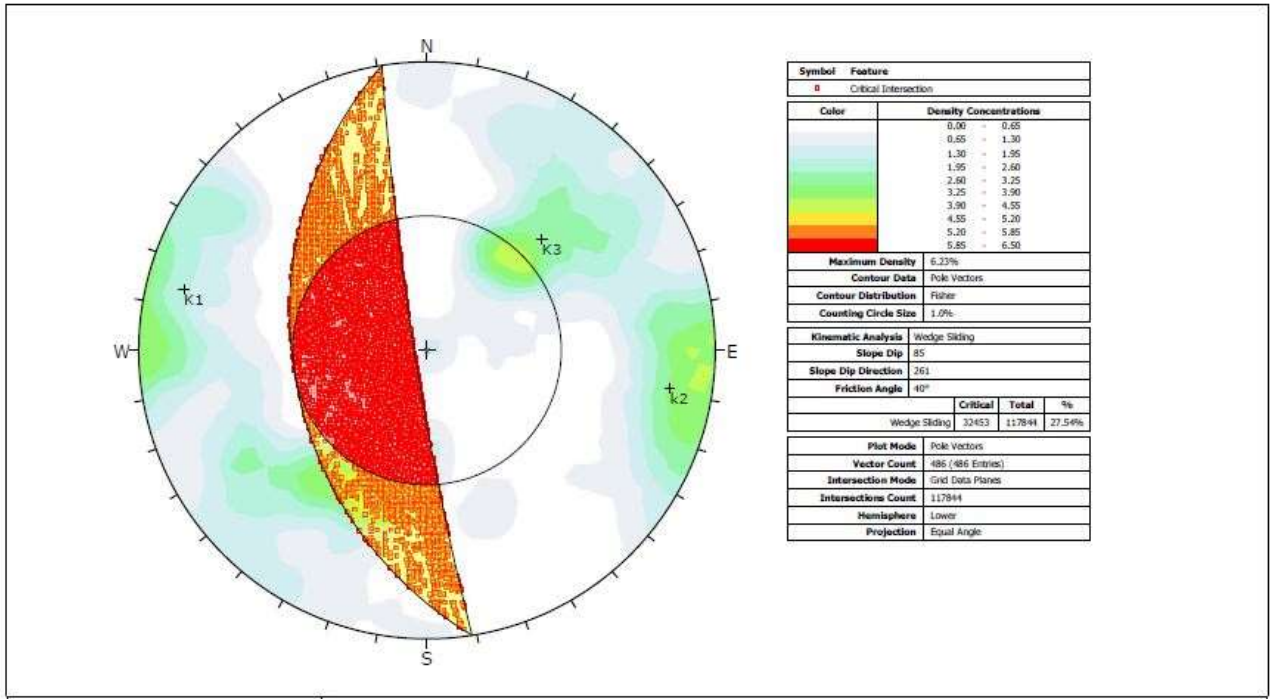 N
K1
K3
W
E
k2
S
Symbol Feature
Critical Intersection
Color Density Concentrations
0.00 - 0.65
0.65 - 1.30
1.30 - 1.95
1.95 - 2.60
2.60 - 3.25
3.25 - 3.90
3.90 - 4.55
4.55 - 5.20
5.20 - 5.85
5.85 - 6.50
Maximum Density 6.23%
Contour Data Pole Vectors
Contour Distribution Fisher
Counting Circle Size 1.0%
Kinematic Analysis Wedge Sliding
Slope Dip 85
Slope Dip Direction 261
Friction Angle 40°
Critical Total %
Wedge Sliding 32453 117844 27.54%
Plot Mode Pole Vectors
Vector Count 486 (486 Entries)
Intersection Mode Grid Data Planes
Intersections Count 117844
Hemisphere Lower
Projection Equal Angle